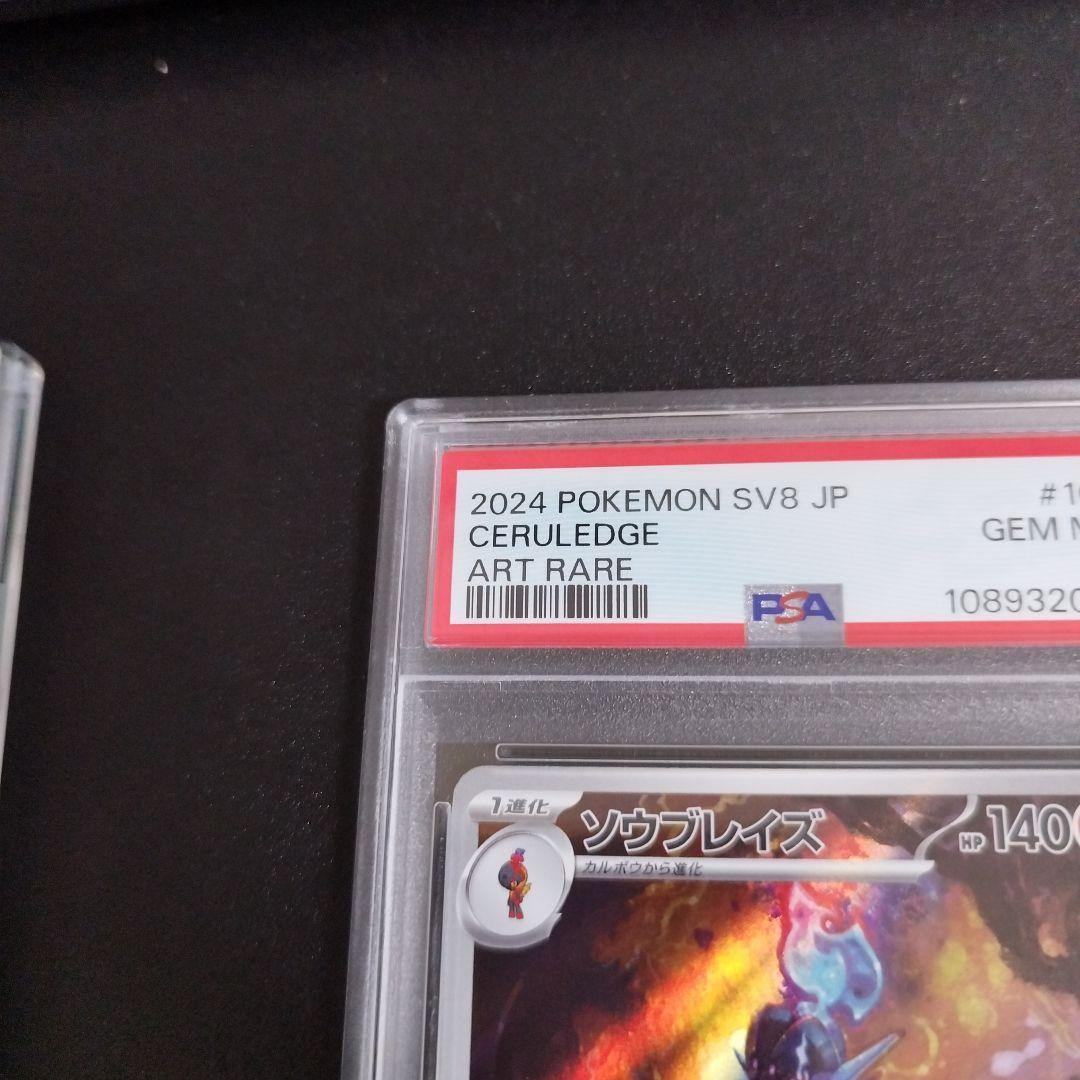 2024 POKEMON SV8 JP
CERULEDGE
ART RARE
GEM
PSA
1進化
ソウブレイズ
HP 140
カルボウから進化